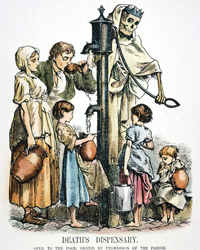 DEATH'S DISPENSARY.
OPEN TO THE POOR, GRATIS, BY PERMISSION OF THE PARISH.